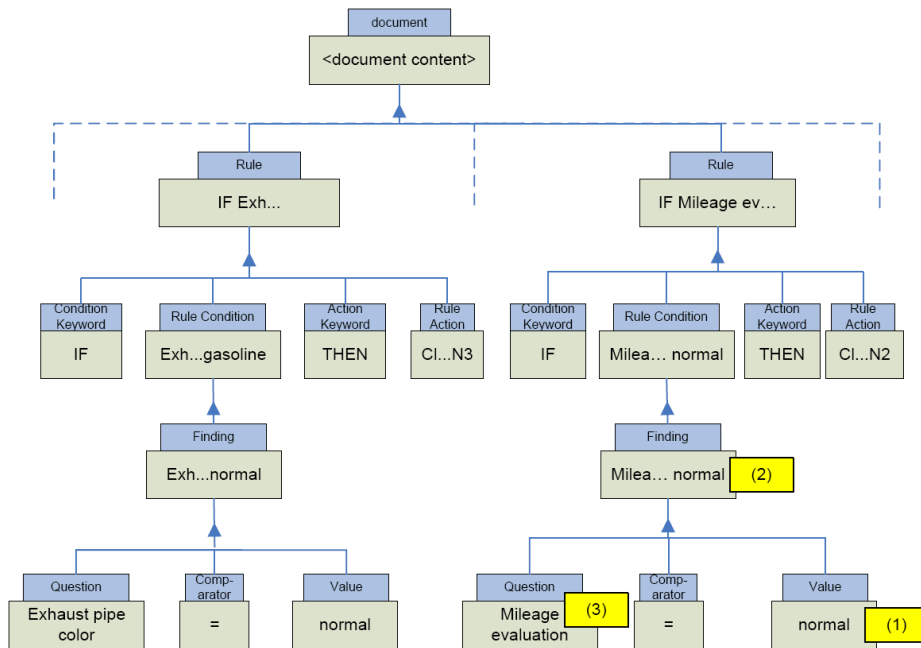 document
<document content>
Rule
Rule
IF Exh...
IF Mileage ev...
Condition
Keyword
Rule Condition
Action
Keyword
Rule
Action
Condition
Keyword
Rule Condition
Action
Keyword
Rule
Action
IF
Exh...gasoline
THEN
Cl...N3
IF
Milea... normal
THEN
Cl...N2
Finding
Finding
Exh...normal
Milea... normal
(2)
Question
Comp-
arator
Value
Question
Comp-
arator
Value
Exhaust pipe
color
=
normal
Mileage
evaluation
(3)
=
normal
(1)